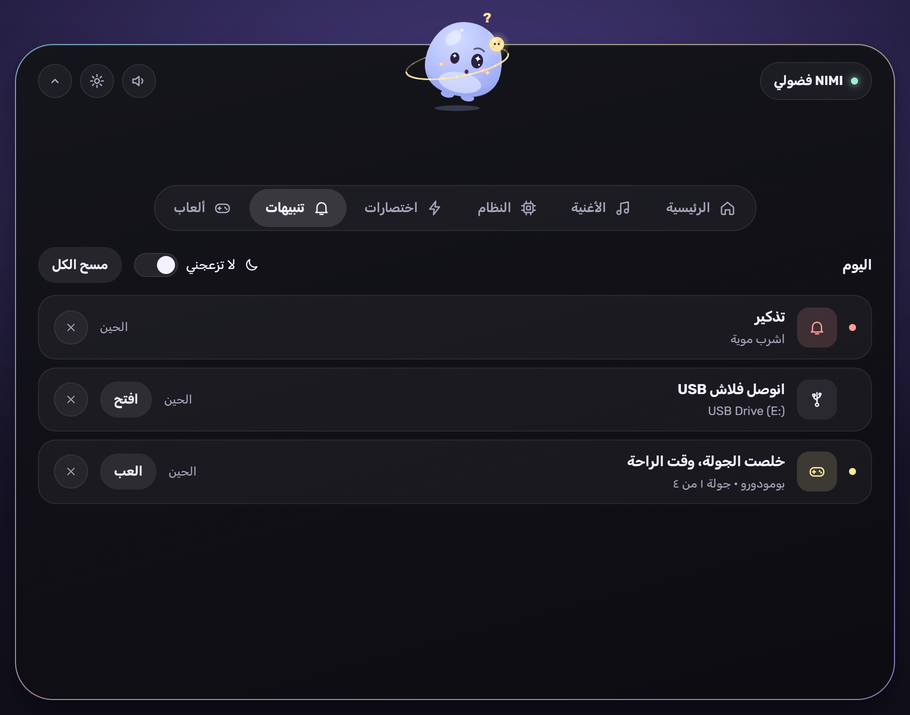 ?
NIMI فضولي
الرئيسية
الأغنية
النظام
اختصارات
تنبيهات
ألعاب
اليوم
لا تزعجني
مسح الكل
تذكير
اشرب موية
الحين
انوصل فلاش USB
USB Drive (E:)
الحين
افتح
خلصت الجولة، وقت الراحة
بومودورو • جولة ١ من ٤
الحين
العب